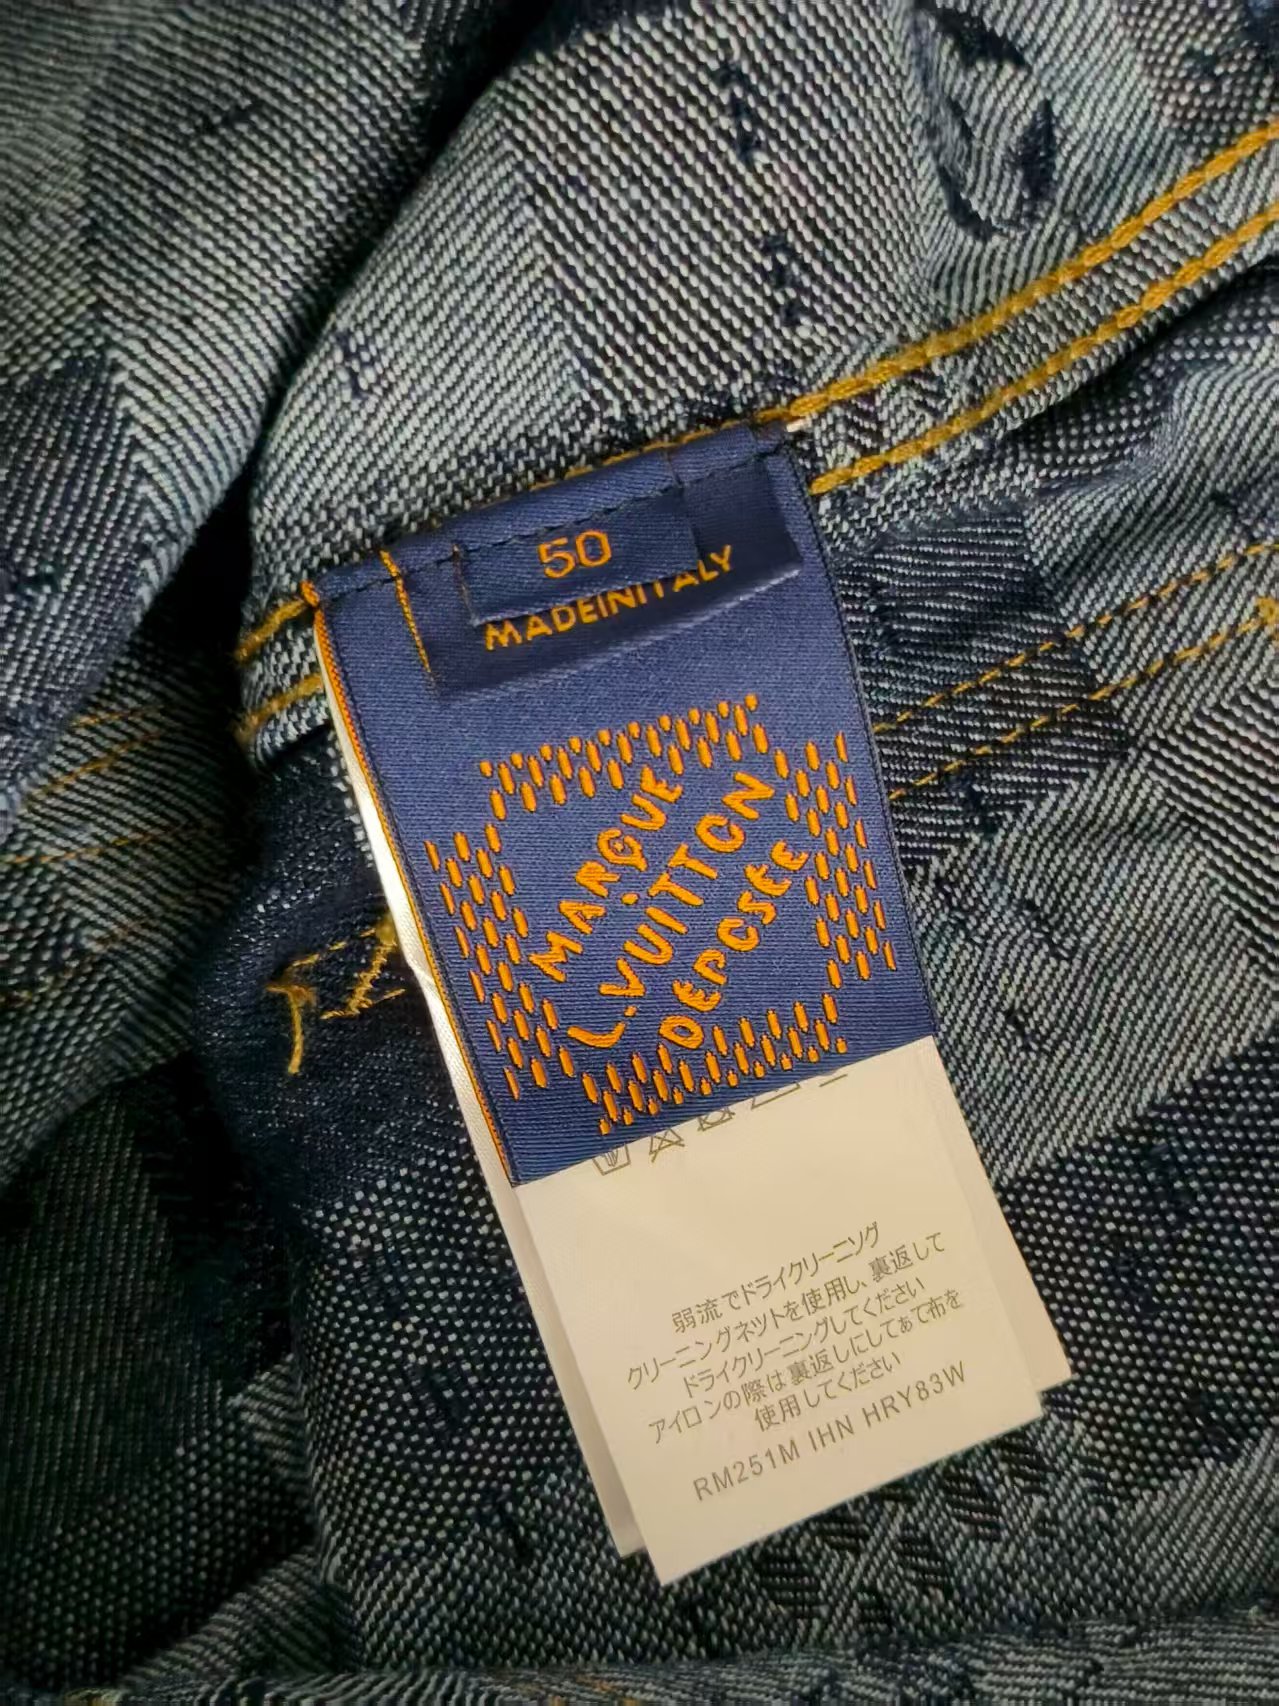 50
MADEINITALY
MARQUE
L.VUITTON
DEPOSEE
弱流でドライクリーニング
クリーニングネツトを使用し、裏返して
ドライクリーニングしてください
アイロンの際は裏返しにしてあて布を
使用してください
RM251M IHN HRY83W